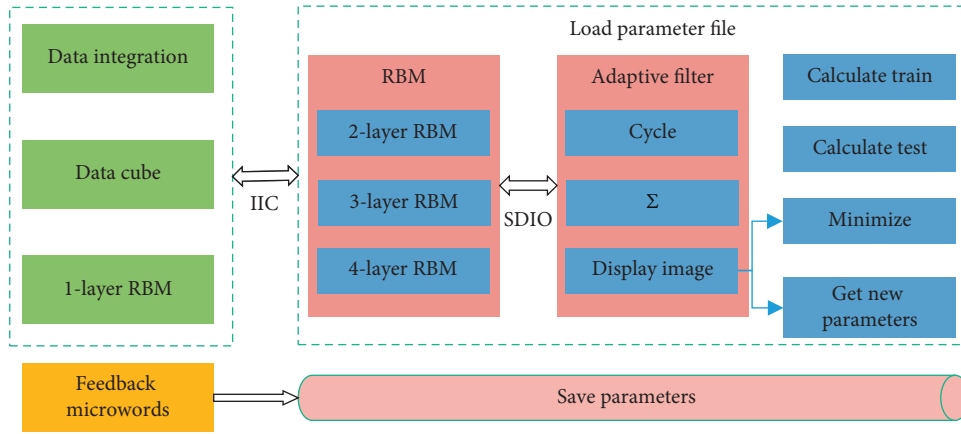 Data integration
Data cube
1-layer RBM
IIC
Load parameter file
RBM
2-layer RBM
3-layer RBM
4-layer RBM
SDIO
Adaptive filter
Cycle
Σ
Display image
Calculate train
Calculate test
Minimize
Get new
parameters
Feedback
microwords
Save parameters